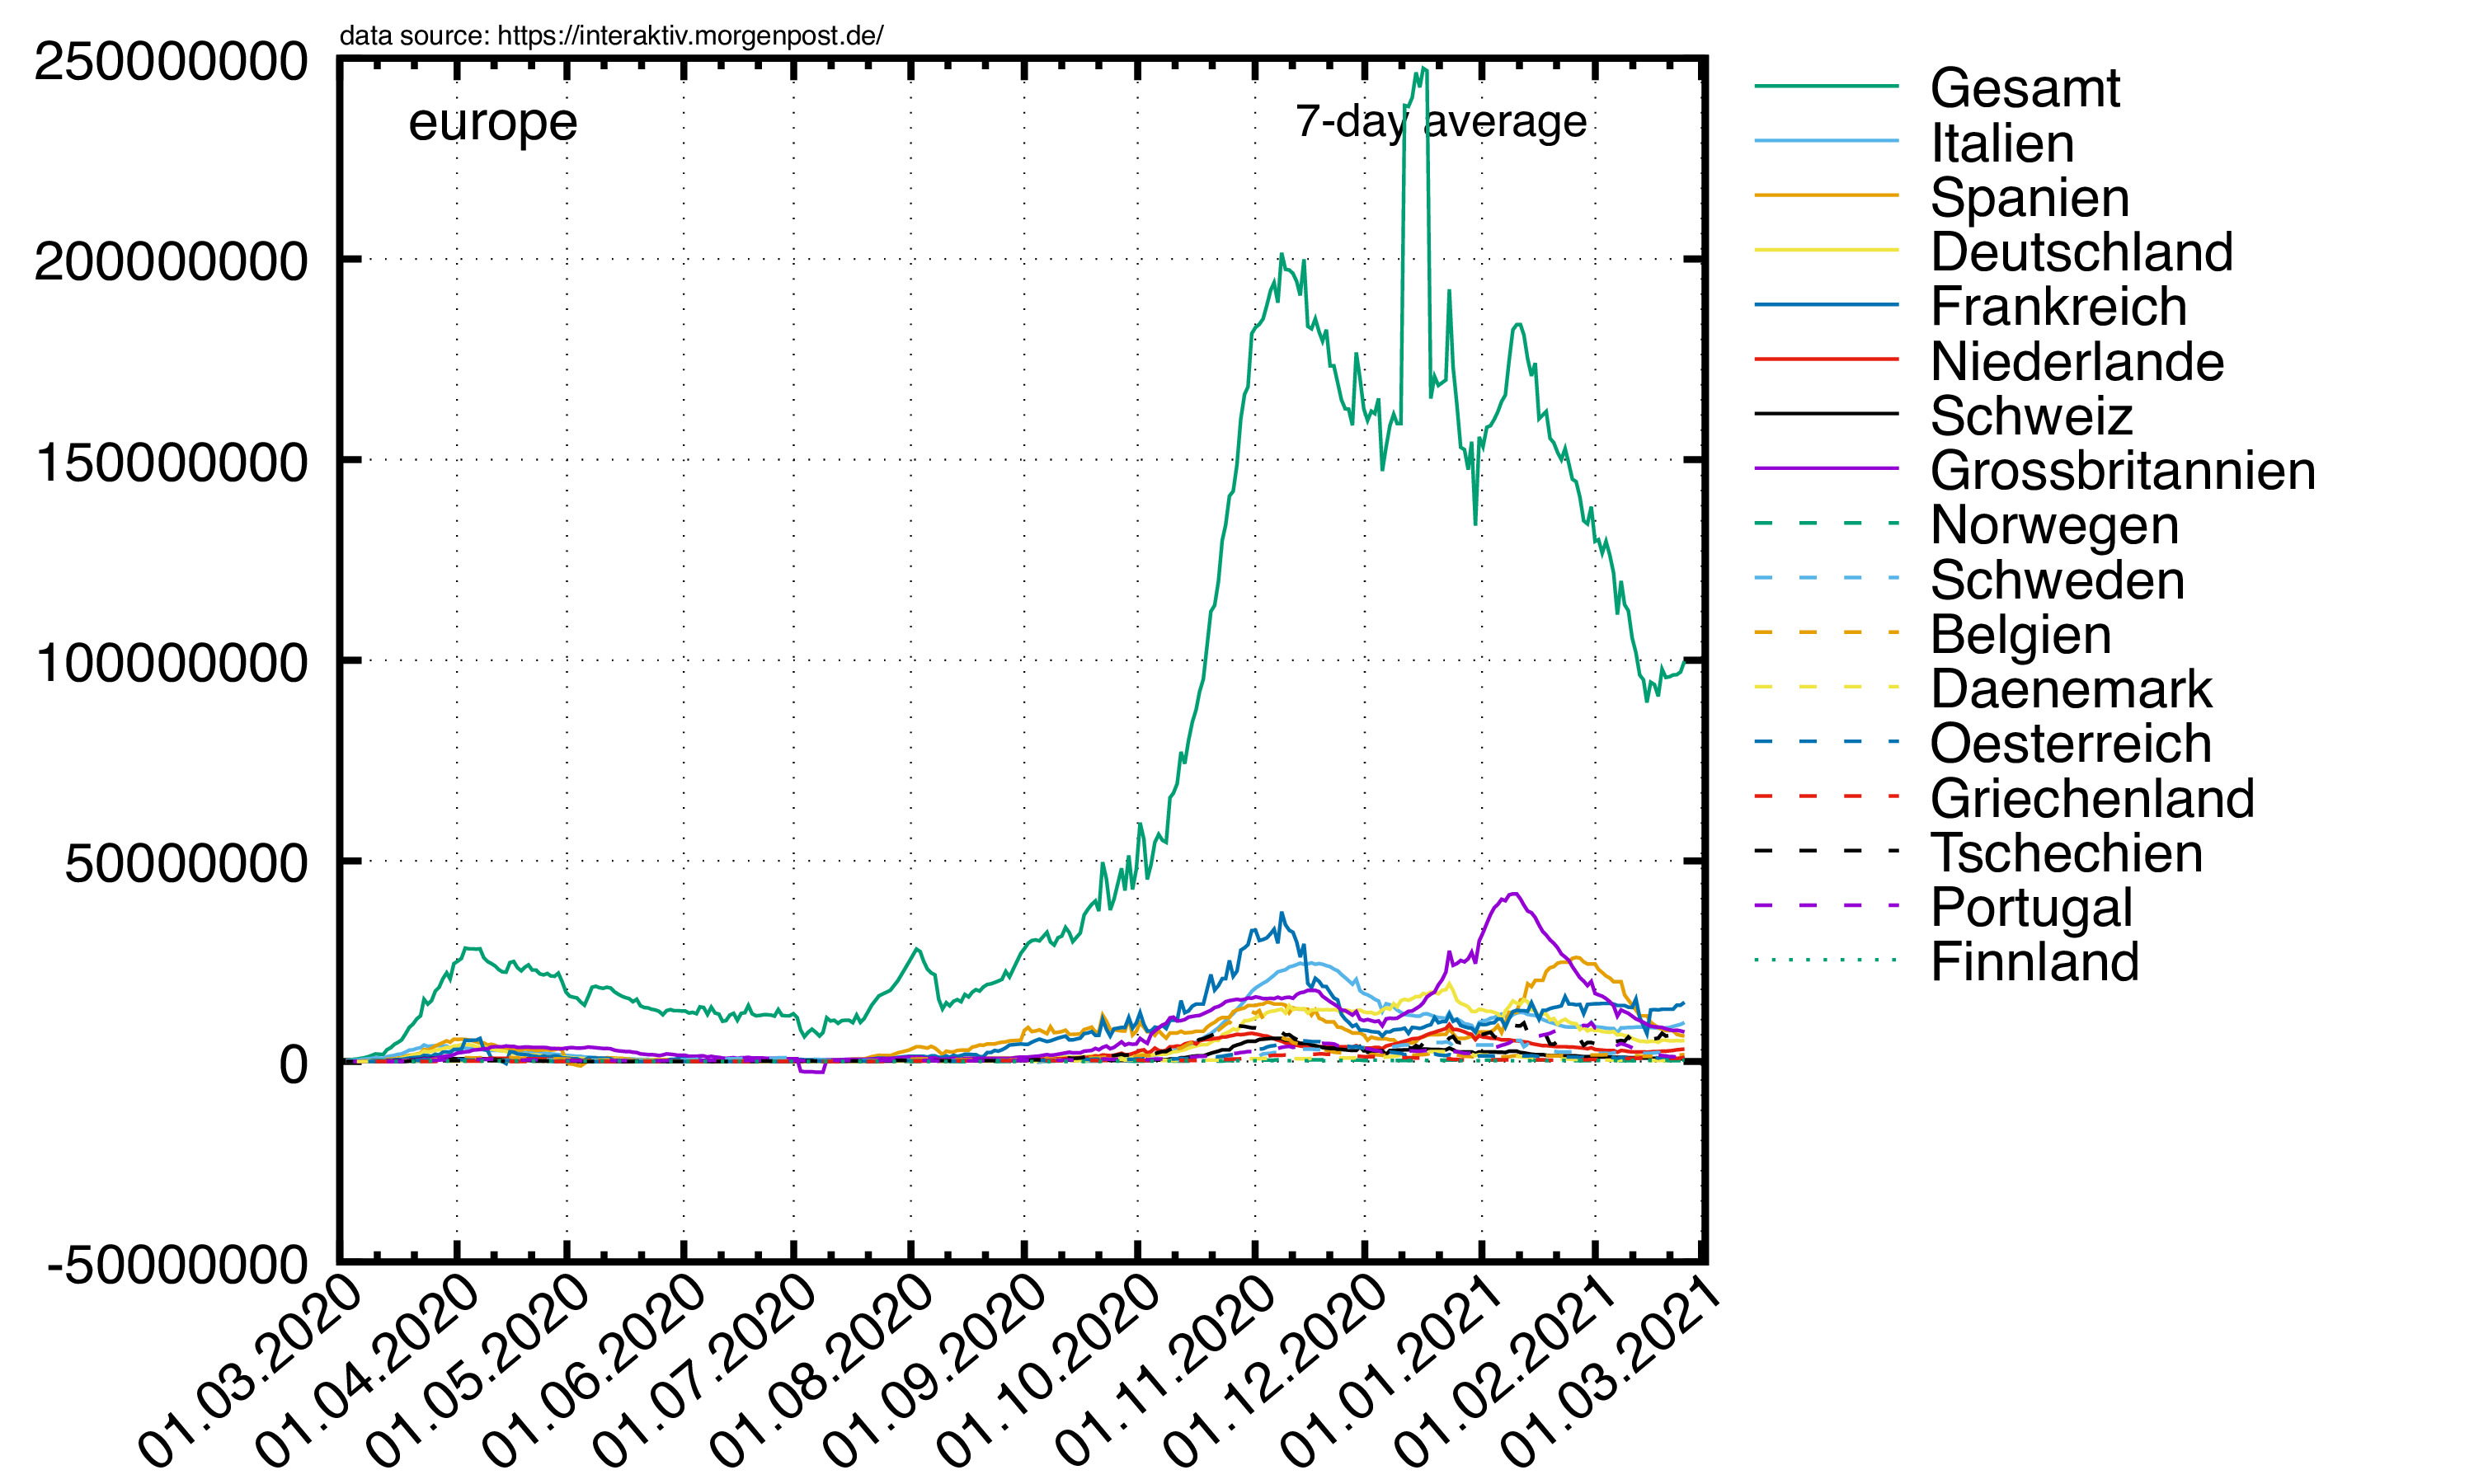 data source: https://interaktiv.morgenpost.de/
europe
7-day average
250000000
200000000
150000000
100000000
50000000
0
-50000000
01.03.2020
01.04.2020
01.05.2020
01.06.2020
01.07.2020
01.08.2020
01.09.2020
01.10.2020
01.11.2020
01.12.2020
01.01.2021
01.02.2021
01.03.2021
Gesamt
Italien
Spanien
Deutschland
Frankreich
Niederlande
Schweiz
Grossbritannien
Norwegen
Schweden
Belgien
Daenemark
Oesterreich
Griechenland
Tschechien
Portugal
Finnland